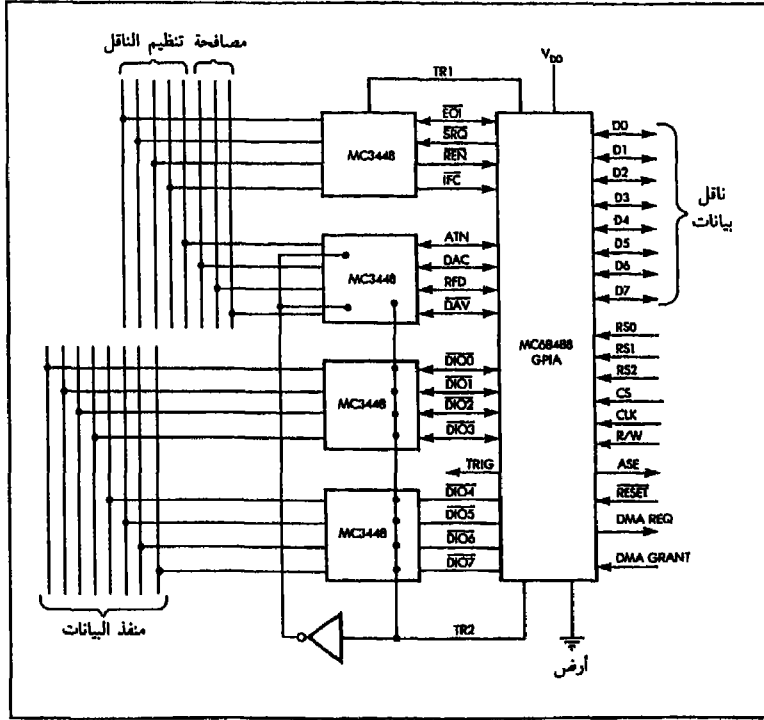 مصافحة تنظيم الناقل
TR1
V_DD
MC3448
EOI
SRQ
REN
IFC
MC3448
ATN
DAC
RFD
DAV
MC3448
DIO0
DIO1
DIO2
DIO3
TRIG
MC3448
DIO4
DIO5
DIO6
DIO7
MC68488
GPIA
D0
D1
D2
D3
D4
D5
D6
D7
ناقل
بيانات
RS0
RS1
RS2
CS
CLK
R/W
ASE
RESET
DMA REQ
DMA GRANT
منفذ البيانات
TR2
أرض